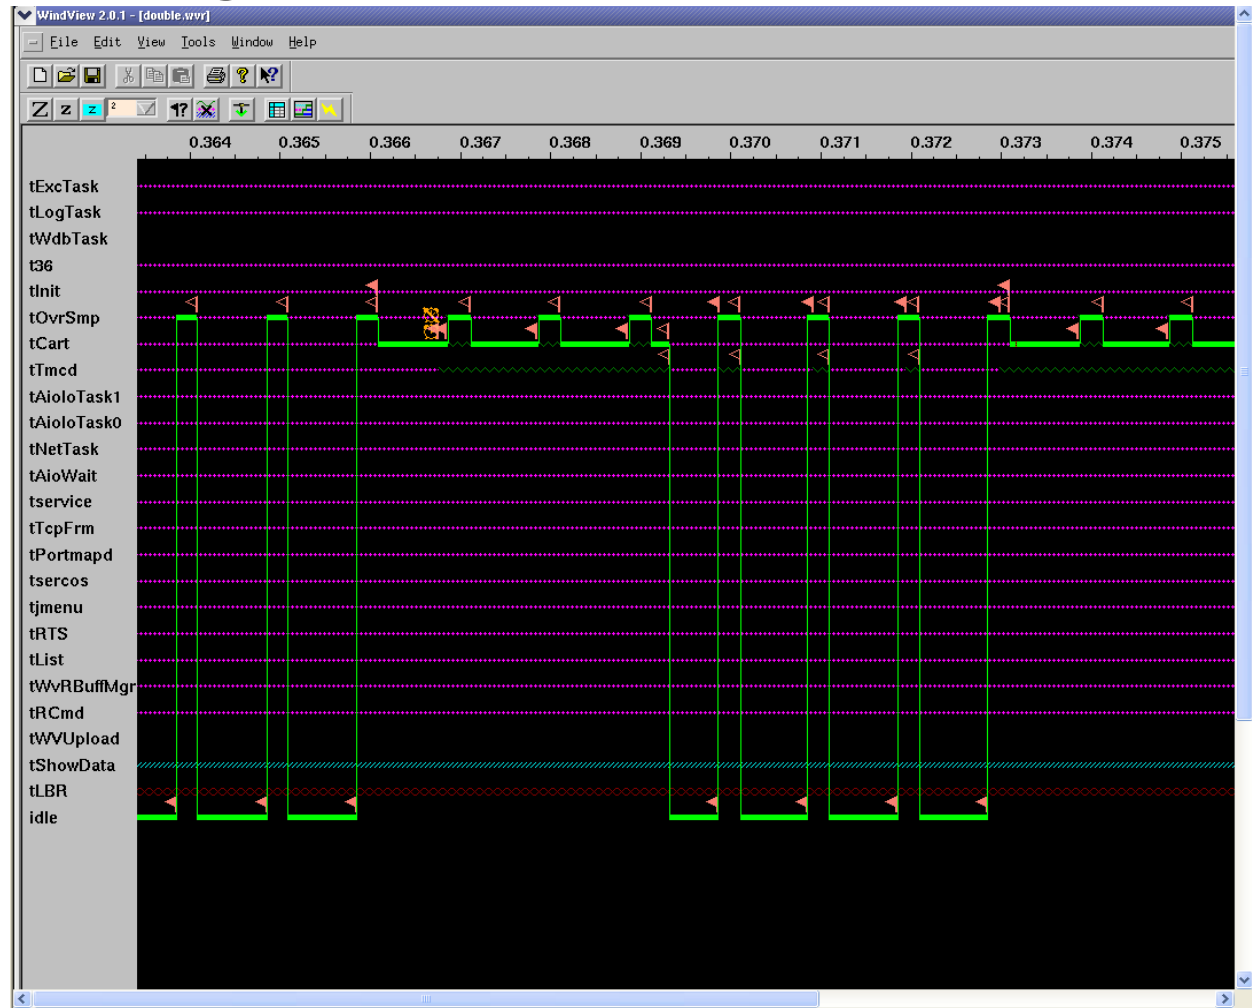 WindView 2.0.1 - [double.wvr]
File Edit View Tools Window Help
Z z z 2
0.364 0.365 0.366 0.367 0.368 0.369 0.370 0.371 0.372 0.373 0.374 0.375
tExcTask
tLogTask
tWdbTask
t36
tInit
tOvrSmp
tCart
tTmcd
tAioIoTask1
tAioIoTask0
tNetTask
tAioWait
tservice
tTcpFrm
tPortmapd
tsercos
tjmenu
tRTS
tList
tWvRBuffMgr
tRCmd
tWVUpload
tShowData
tLBR
idle